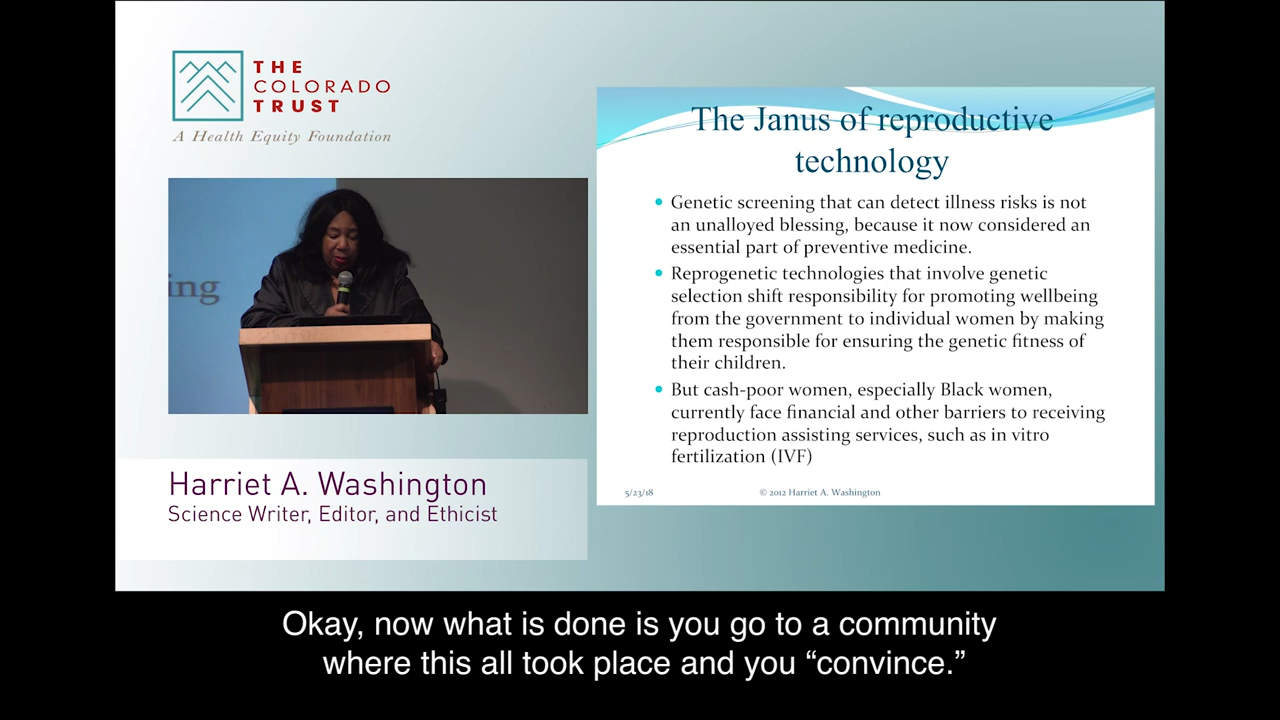 THE
COLORADO
TRUST
A Health Equity Foundation
ing
Harriet A. Washington
Science Writer, Editor, and Ethicist
The Janus of reproductive
technology
Genetic screening that can detect illness risks is not
an unalloyed blessing, because it now considered an
essential part of preventive medicine.
Reprogenetic technologies that involve genetic
selection shift responsibility for promoting wellbeing
from the government to individual women by making
them responsible for ensuring the genetic fitness of
their children.
But cash-poor women, especially Black women,
currently face financial and other barriers to receiving
reproduction assisting services, such as in vitro
fertilization (IVF)
5/23/18
© 2012 Harriet A. Washington
Okay, now what is done is you go to a community
where this all took place and you “convince.”